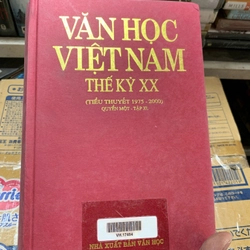 VĂN HỌC
VIỆT NAM
THẾ KỶ XX
(TIỂU THUYẾT 1975 - 2000)
QUYỂN MỘT - TẬP IX
NHÀ XUẤT BẢN VĂN HỌC